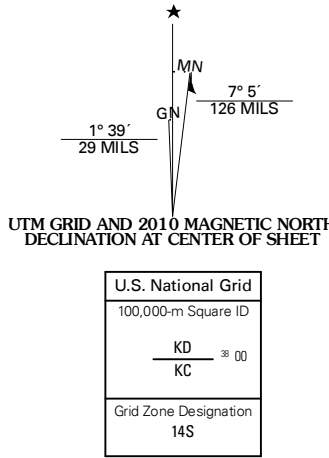 ★
MN
7° 5´
126 MILS
GN
1° 39´
29 MILS
UTM GRID AND 2010 MAGNETIC NORTH
DECLINATION AT CENTER OF SHEET
U.S. National Grid
100,000-m Square ID
KD
38 00
KC
Grid Zone Designation
14S